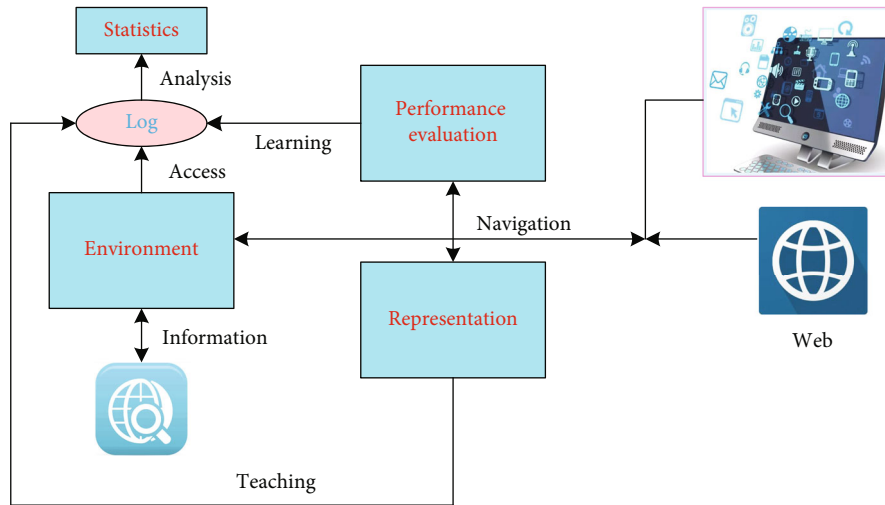 Statistics
Analysis
Log
Learning
Performance
evaluation
Access
Environment
Navigation
Information
Representation
Web
Teaching